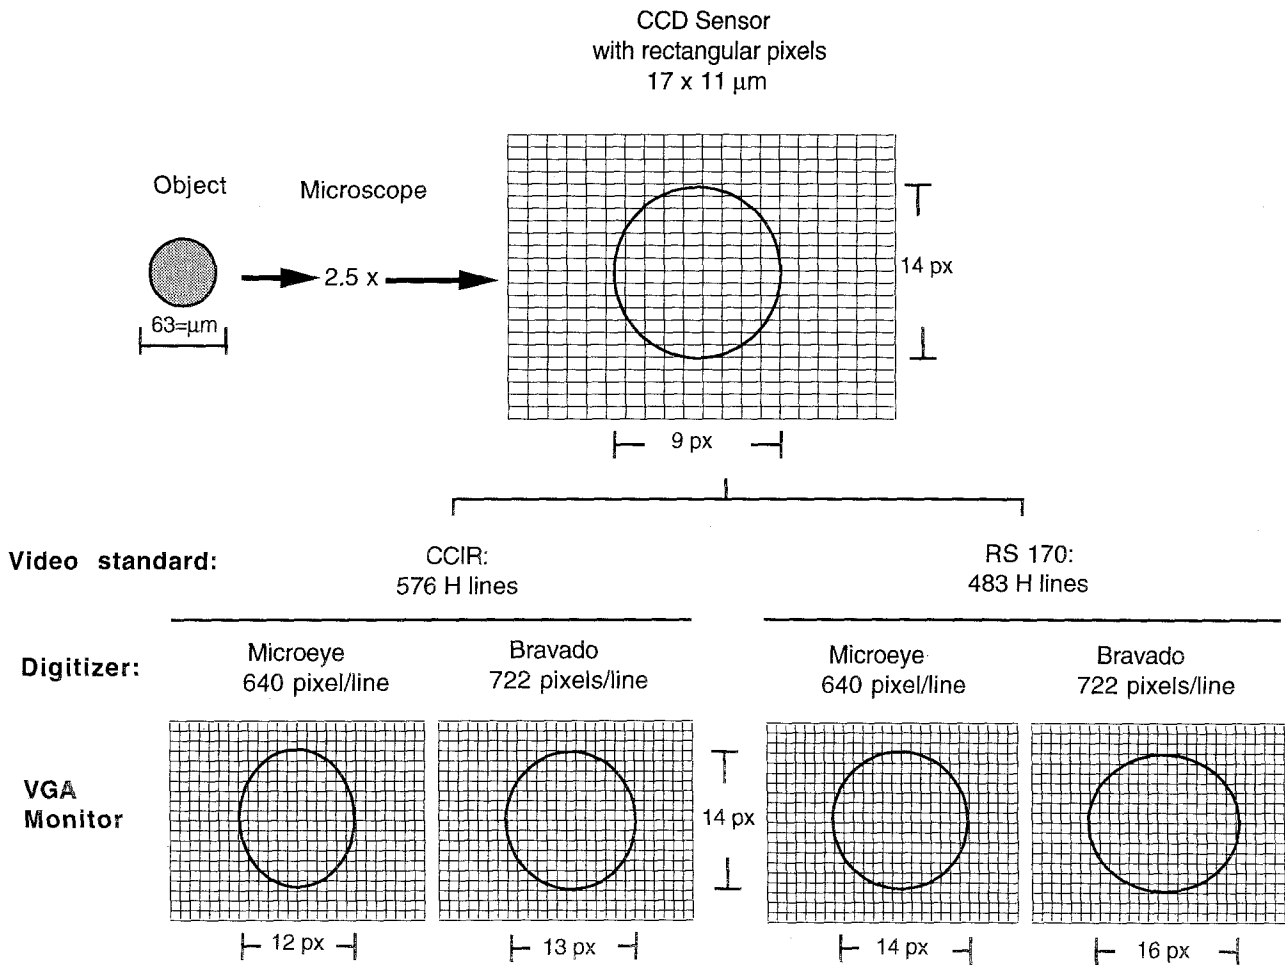 CCD Sensor
with rectangular pixels
17 x 11 µm
Object
Microscope
2.5 x
63=µm
14 px
9 px
Video standard:
CCIR:
576 H lines
RS 170:
483 H lines
Digitizer:
Microeye
640 pixel/line
Bravado
722 pixels/line
Microeye
640 pixel/line
Bravado
722 pixels/line
VGA
Monitor
14 px
12 px
13 px
14 px
16 px